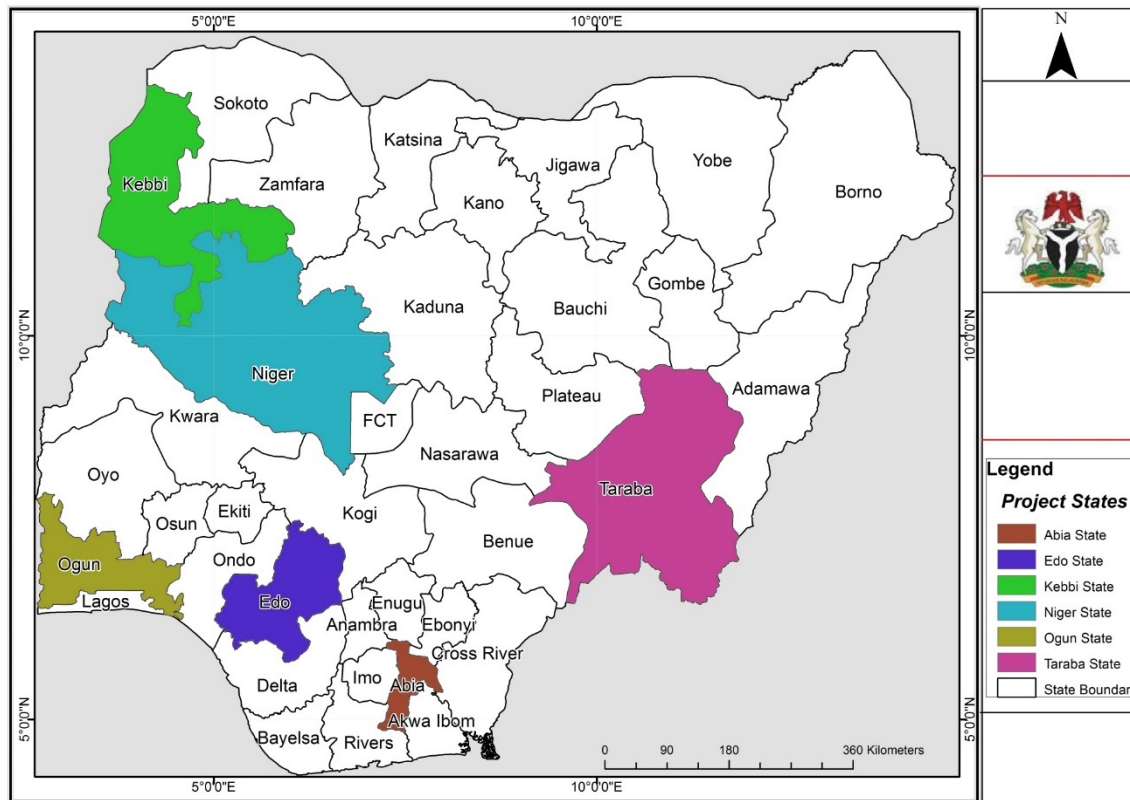 5°0'0"E
10°0'0"E
N
Sokoto
Katsina
Jigawa
Yobe
Borno
Kebbi
Zamfara
Kano
Gombe
Kaduna
Bauchi
10°0'0"N
10°0'0"N
Niger
Plateau
Adamawa
FCT
Kwara
Nasarawa
Oyo
Taraba
Osun
Ekiti
Kogi
Benue
Ogun
Ondo
Lagos
Edo
Enugu
Anambra
Ebonyi
Cross River
Delta
Imo
Abia
Akwa Ibom
Bayelsa
Rivers
5°0'0"N
5°0'0"N
0 90 180 360 Kilometers
5°0'0"E
10°0'0"E
Legend
Project States
Abia State
Edo State
Kebbi State
Niger State
Ogun State
Taraba State
State Boundar